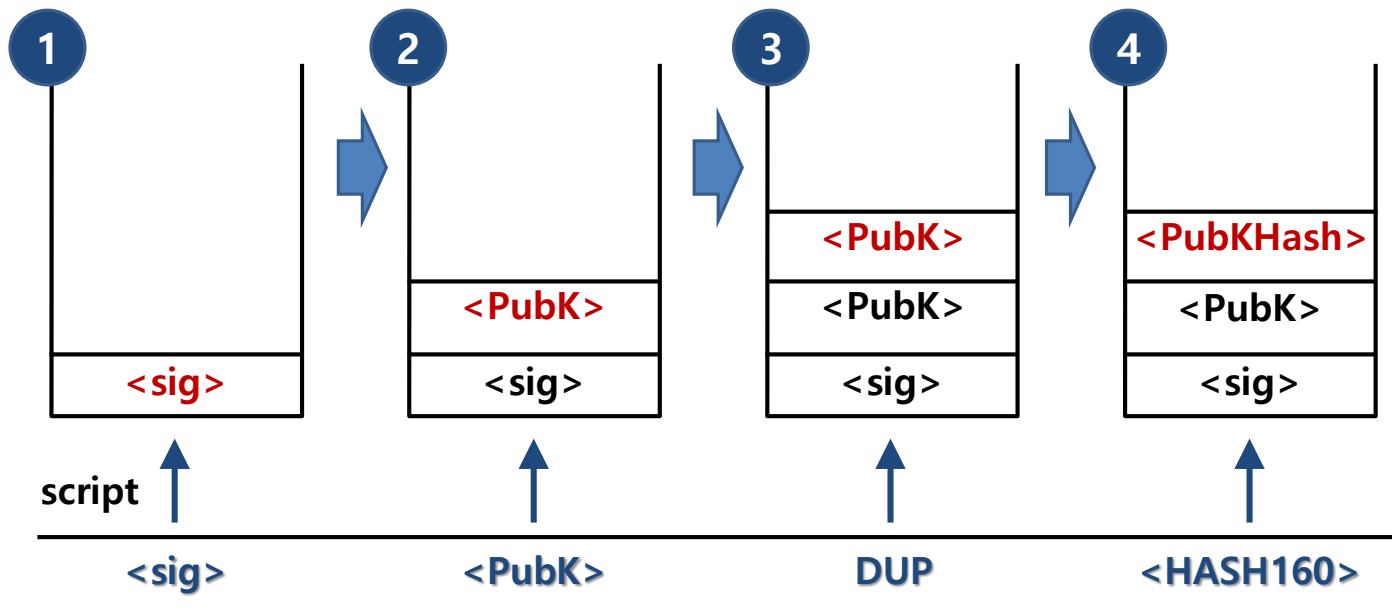 1
2
3
4
<PubK>
<PubKHash>
<PubK>
<PubK>
<PubK>
<sig>
<sig>
<sig>
<sig>
script
<sig>
<PubK>
DUP
<HASH160>